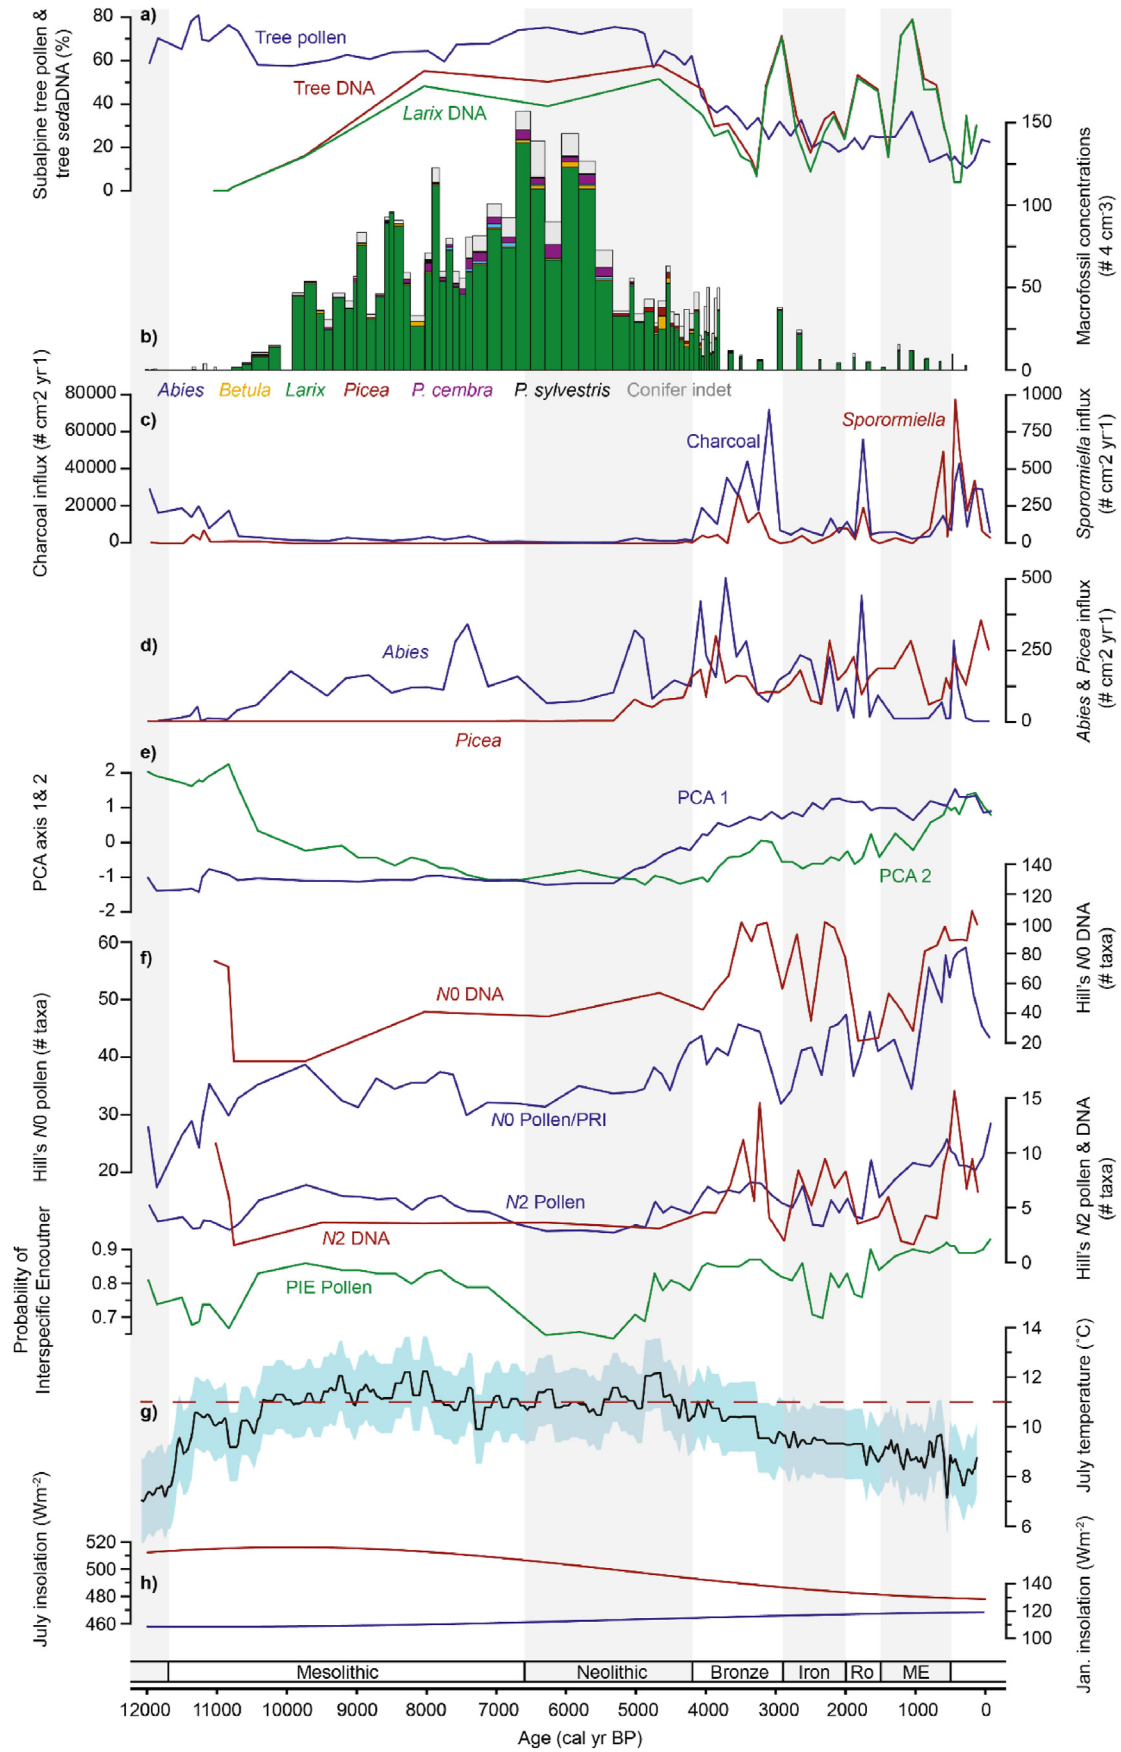 a)
Subalpine tree pollen &
tree sedaDNA (%)
80
60
40
20
0
Tree pollen
Tree DNA
Larix DNA
150
100
50
0
Macrofossil concentrations
(# 4 cm-3)
b)
Abies Betula Larix Picea P. cembra P. sylvestris Conifer indet
c)
Charcoal influx (# cm-2 yr-1)
80000
60000
40000
20000
0
Charcoal
Sporormiella
1000
750
500
250
0
Sporormiella influx
(# cm-2 yr-1)
d)
Abies
Picea
500
250
0
Abies & Picea influx
(# cm-2 yr-1)
e)
PCA axis 1& 2
2
1
0
-1
-2
PCA 1
PCA 2
f)
Hill's N0 pollen (# taxa)
60
50
40
30
20
N0 DNA
N0 Pollen/PRI
140
120
100
80
60
40
20
Hill's N0 DNA
(# taxa)
N2 Pollen
N2 DNA
15
10
5
0
Hill's N2 pollen & DNA
(# taxa)
Probability of
Interspecific Encoutner
0.9
0.8
0.7
PIE Pollen
g)
14
12
10
8
6
July temperature (°C)
h)
July insolation (Wm-2)
520
500
480
460
140
120
100
Jan. insolation (Wm-2)
Mesolithic Neolithic Bronze Iron Ro ME
12000 11000 10000 9000 8000 7000 6000 5000 4000 3000 2000 1000 0
Age (cal yr BP)